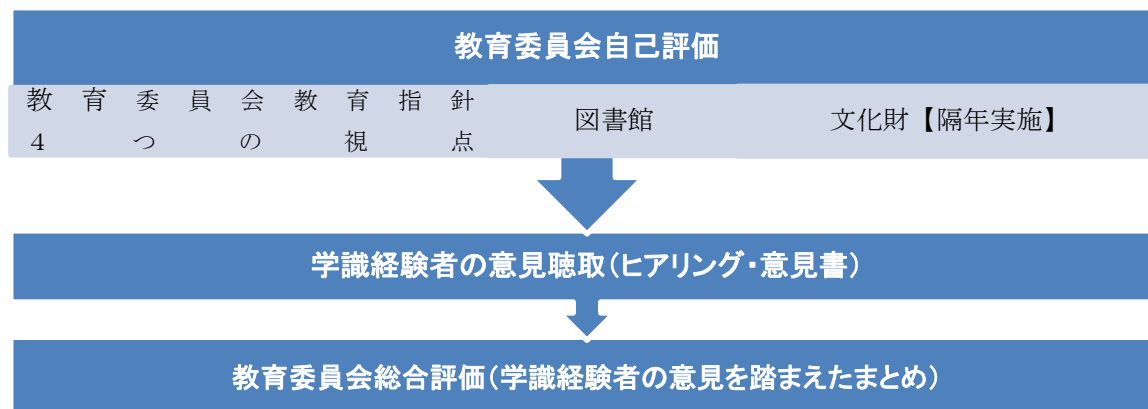 教育委員会自己評価
教育委員会教育指針
4つの視点
図書館
文化財【隔年実施】
学識経験者の意見聴取(ヒアリング・意見書)
教育委員会総合評価(学識経験者の意見を踏まえたまとめ)